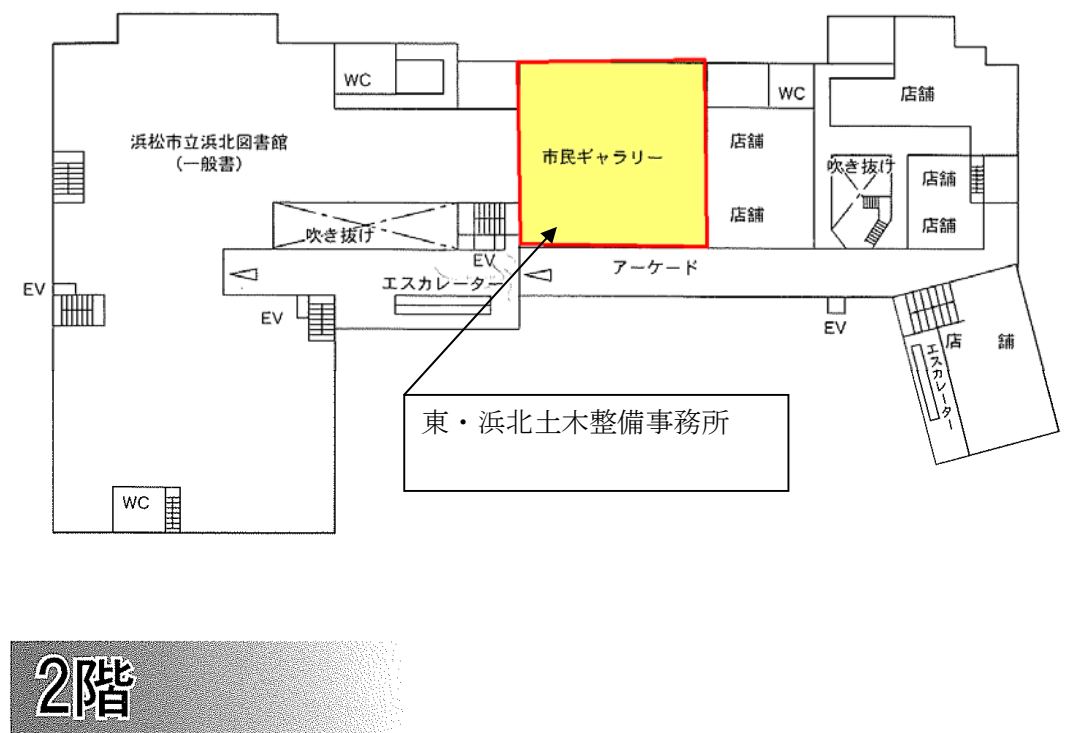 WC
WC
店舗
浜松市立浜北図書館
(一般書)
市民ギャラリー
店舗
吹き抜け
店舗
店舗
店舗
吹き抜け
EV
アーケード
エスカレーター
EV
EV
EV
店 舗
エスカレーター
東・浜北土木整備事務所
WC
2階